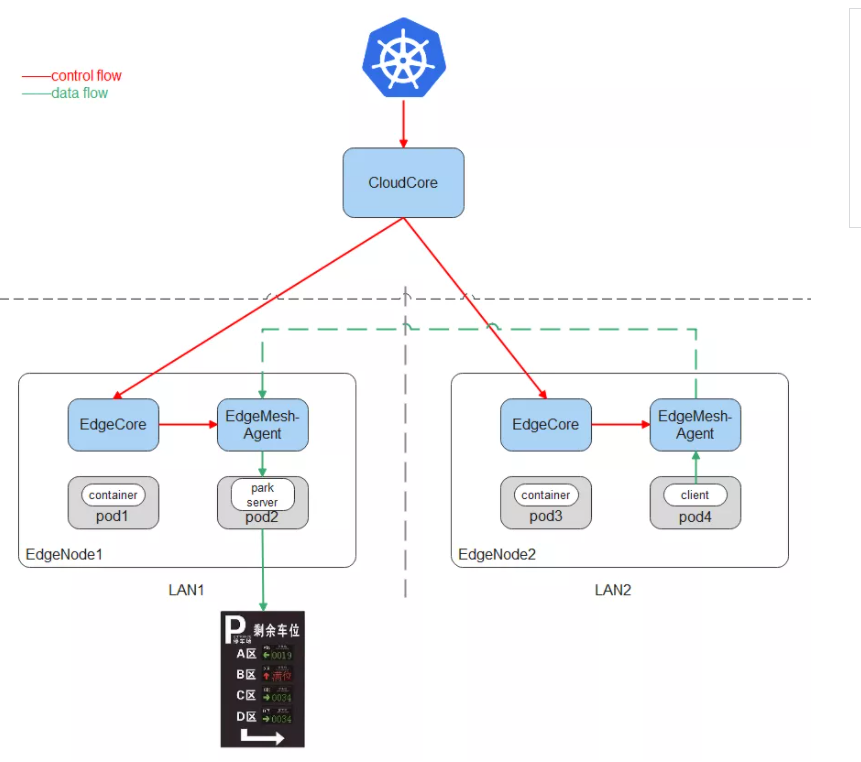 control flow
data flow
CloudCore
EdgeCore
EdgeMesh-
Agent
container
pod1
park
server
pod2
EdgeNode1
LAN1
EdgeCore
EdgeMesh-
Agent
container
pod3
client
pod4
EdgeNode2
LAN2
P 剩余车位
A区 0019
B区 满位
C区 0034
D区 0034